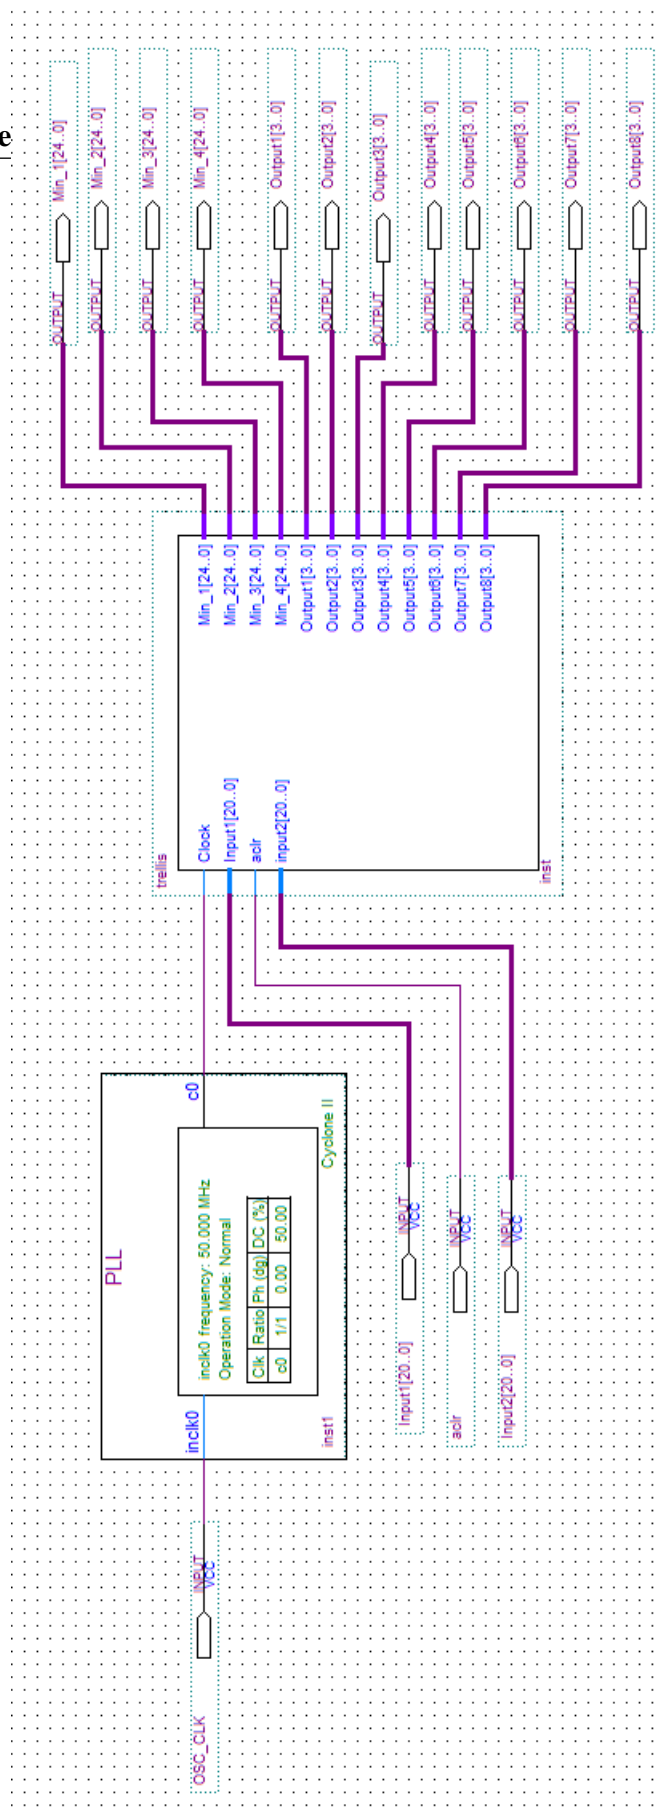 e
Min_1[24..0]
Min_2[24..0]
Min_3[24..0]
Min_4[24..0]
Output1[3..0]
Output2[3..0]
Output3[3..0]
Output4[3..0]
Output5[3..0]
Output6[3..0]
Output7[3..0]
Output8[3..0]
OUTPUT
OUTPUT
OUTPUT
OUTPUT
OUTPUT
OUTPUT
OUTPUT
OUTPUT
OUTPUT
OUTPUT
OUTPUT
OUTPUT
trellis
Clock
Input1[20..0]
aclr
input2[20..0]
Min_1[24..0]
Min_2[24..0]
Min_3[24..0]
Min_4[24..0]
Output1[3..0]
Output2[3..0]
Output3[3..0]
Output4[3..0]
Output5[3..0]
Output6[3..0]
Output7[3..0]
Output8[3..0]
inst
PLL
inclk0
c0
inclk0 frequency: 50.000 MHz
Operation Mode: Normal
Clk Ratio Ph (dg) DC (%)
c0 1/1 0.00 50.00
inst1
Cyclone II
Input1[20..0]
INPUT
VCC
aclr
INPUT
VCC
Input2[20..0]
INPUT
VCC
OSC_CLK
INPUT
VCC